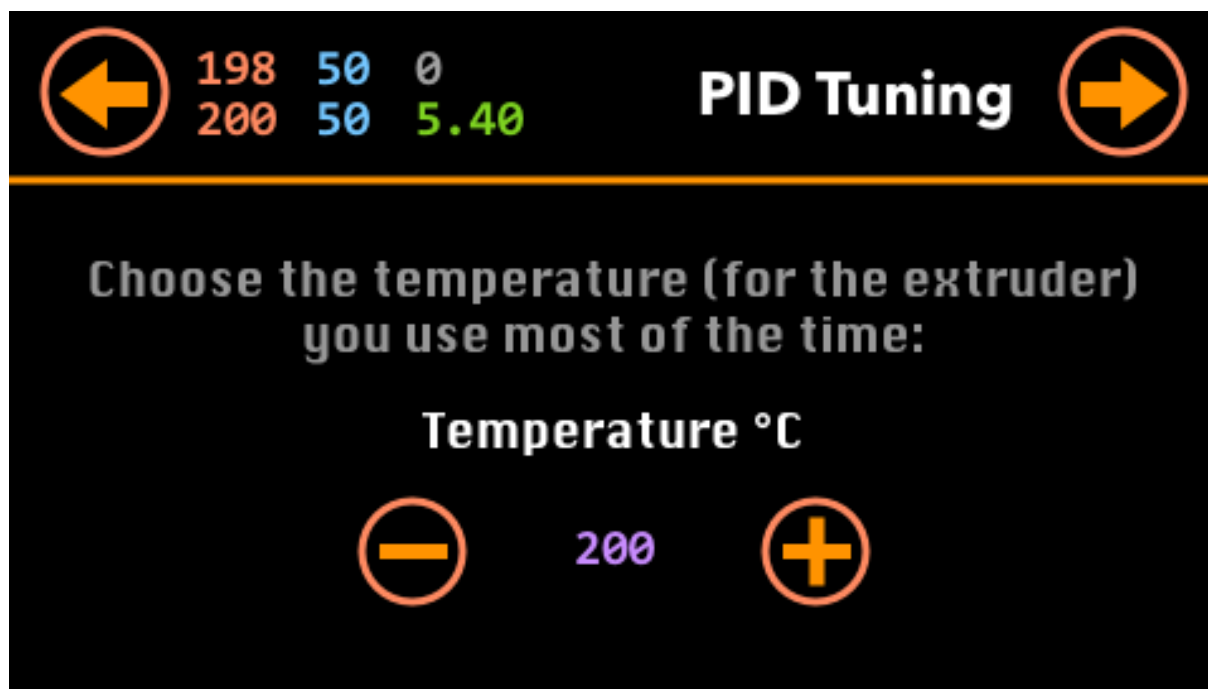 198 50 0
200 50 5.40
PID Tuning
Choose the temperature (for the extruder)
you use most of the time:
Temperature °C
200